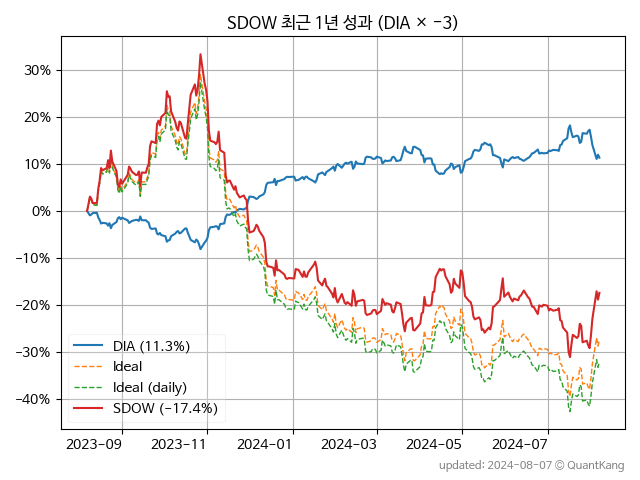 SDOW 최근 1년 성과 (DIA × −3)
30%
20%
10%
0%
−10%
−20%
−30%
−40%
DIA (11.3%)
Ideal
Ideal (daily)
SDOW (−17.4%)
2023−09
2023−11
2024−01
2024−03
2024−05
2024−07
updated: 2024−08−07 © QuantKang